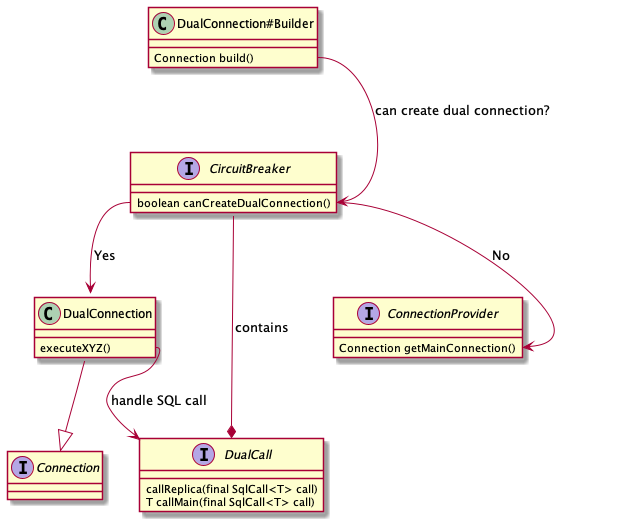 C DualConnection#Builder
Connection build()
can create dual connection?
I CircuitBreaker
boolean canCreateDualConnection()
Yes
No
C DualConnection
executeXYZ()
contains
I ConnectionProvider
Connection getMainConnection()
handle SQL call
I Connection
I DualCall
callReplica(final SqlCall<T> call)
T callMain(final SqlCall<T> call)